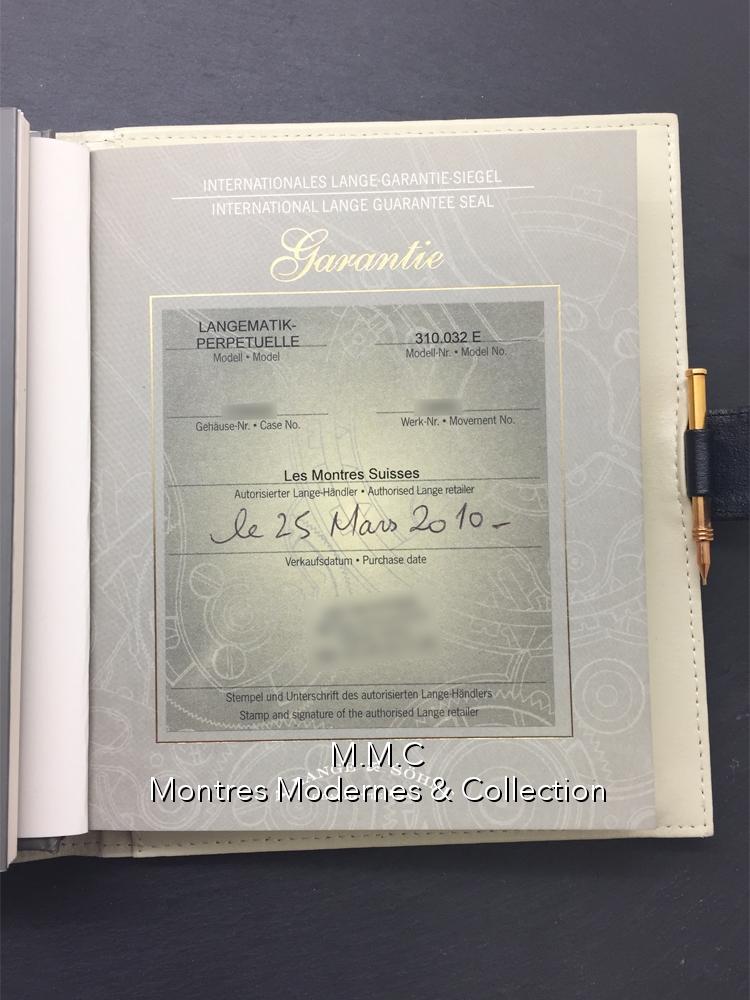 INTERNATIONALES LANGE-GARANTIE-SIEGEL
INTERNATIONAL LANGE GUARANTEE SEAL
Garantie
LANGEMATIK-
PERPETUELLE
Modell • Model
310.032 E
Modell-Nr. • Model No.
Gehäuse-Nr. • Case No.
Werk-Nr. • Movement No.
Les Montres Suisses
Autorisierter Lange-Händler • Authorised Lange retailer
le 25 Mars 2010-
Verkaufsdatum • Purchase date
Stempel und Unterschrift des autorisierten Lange-Händlers
Stamp and signature of the authorised Lange retailer
M.M.C
LANGE & SÖHNE
Montres Modernes & Collection